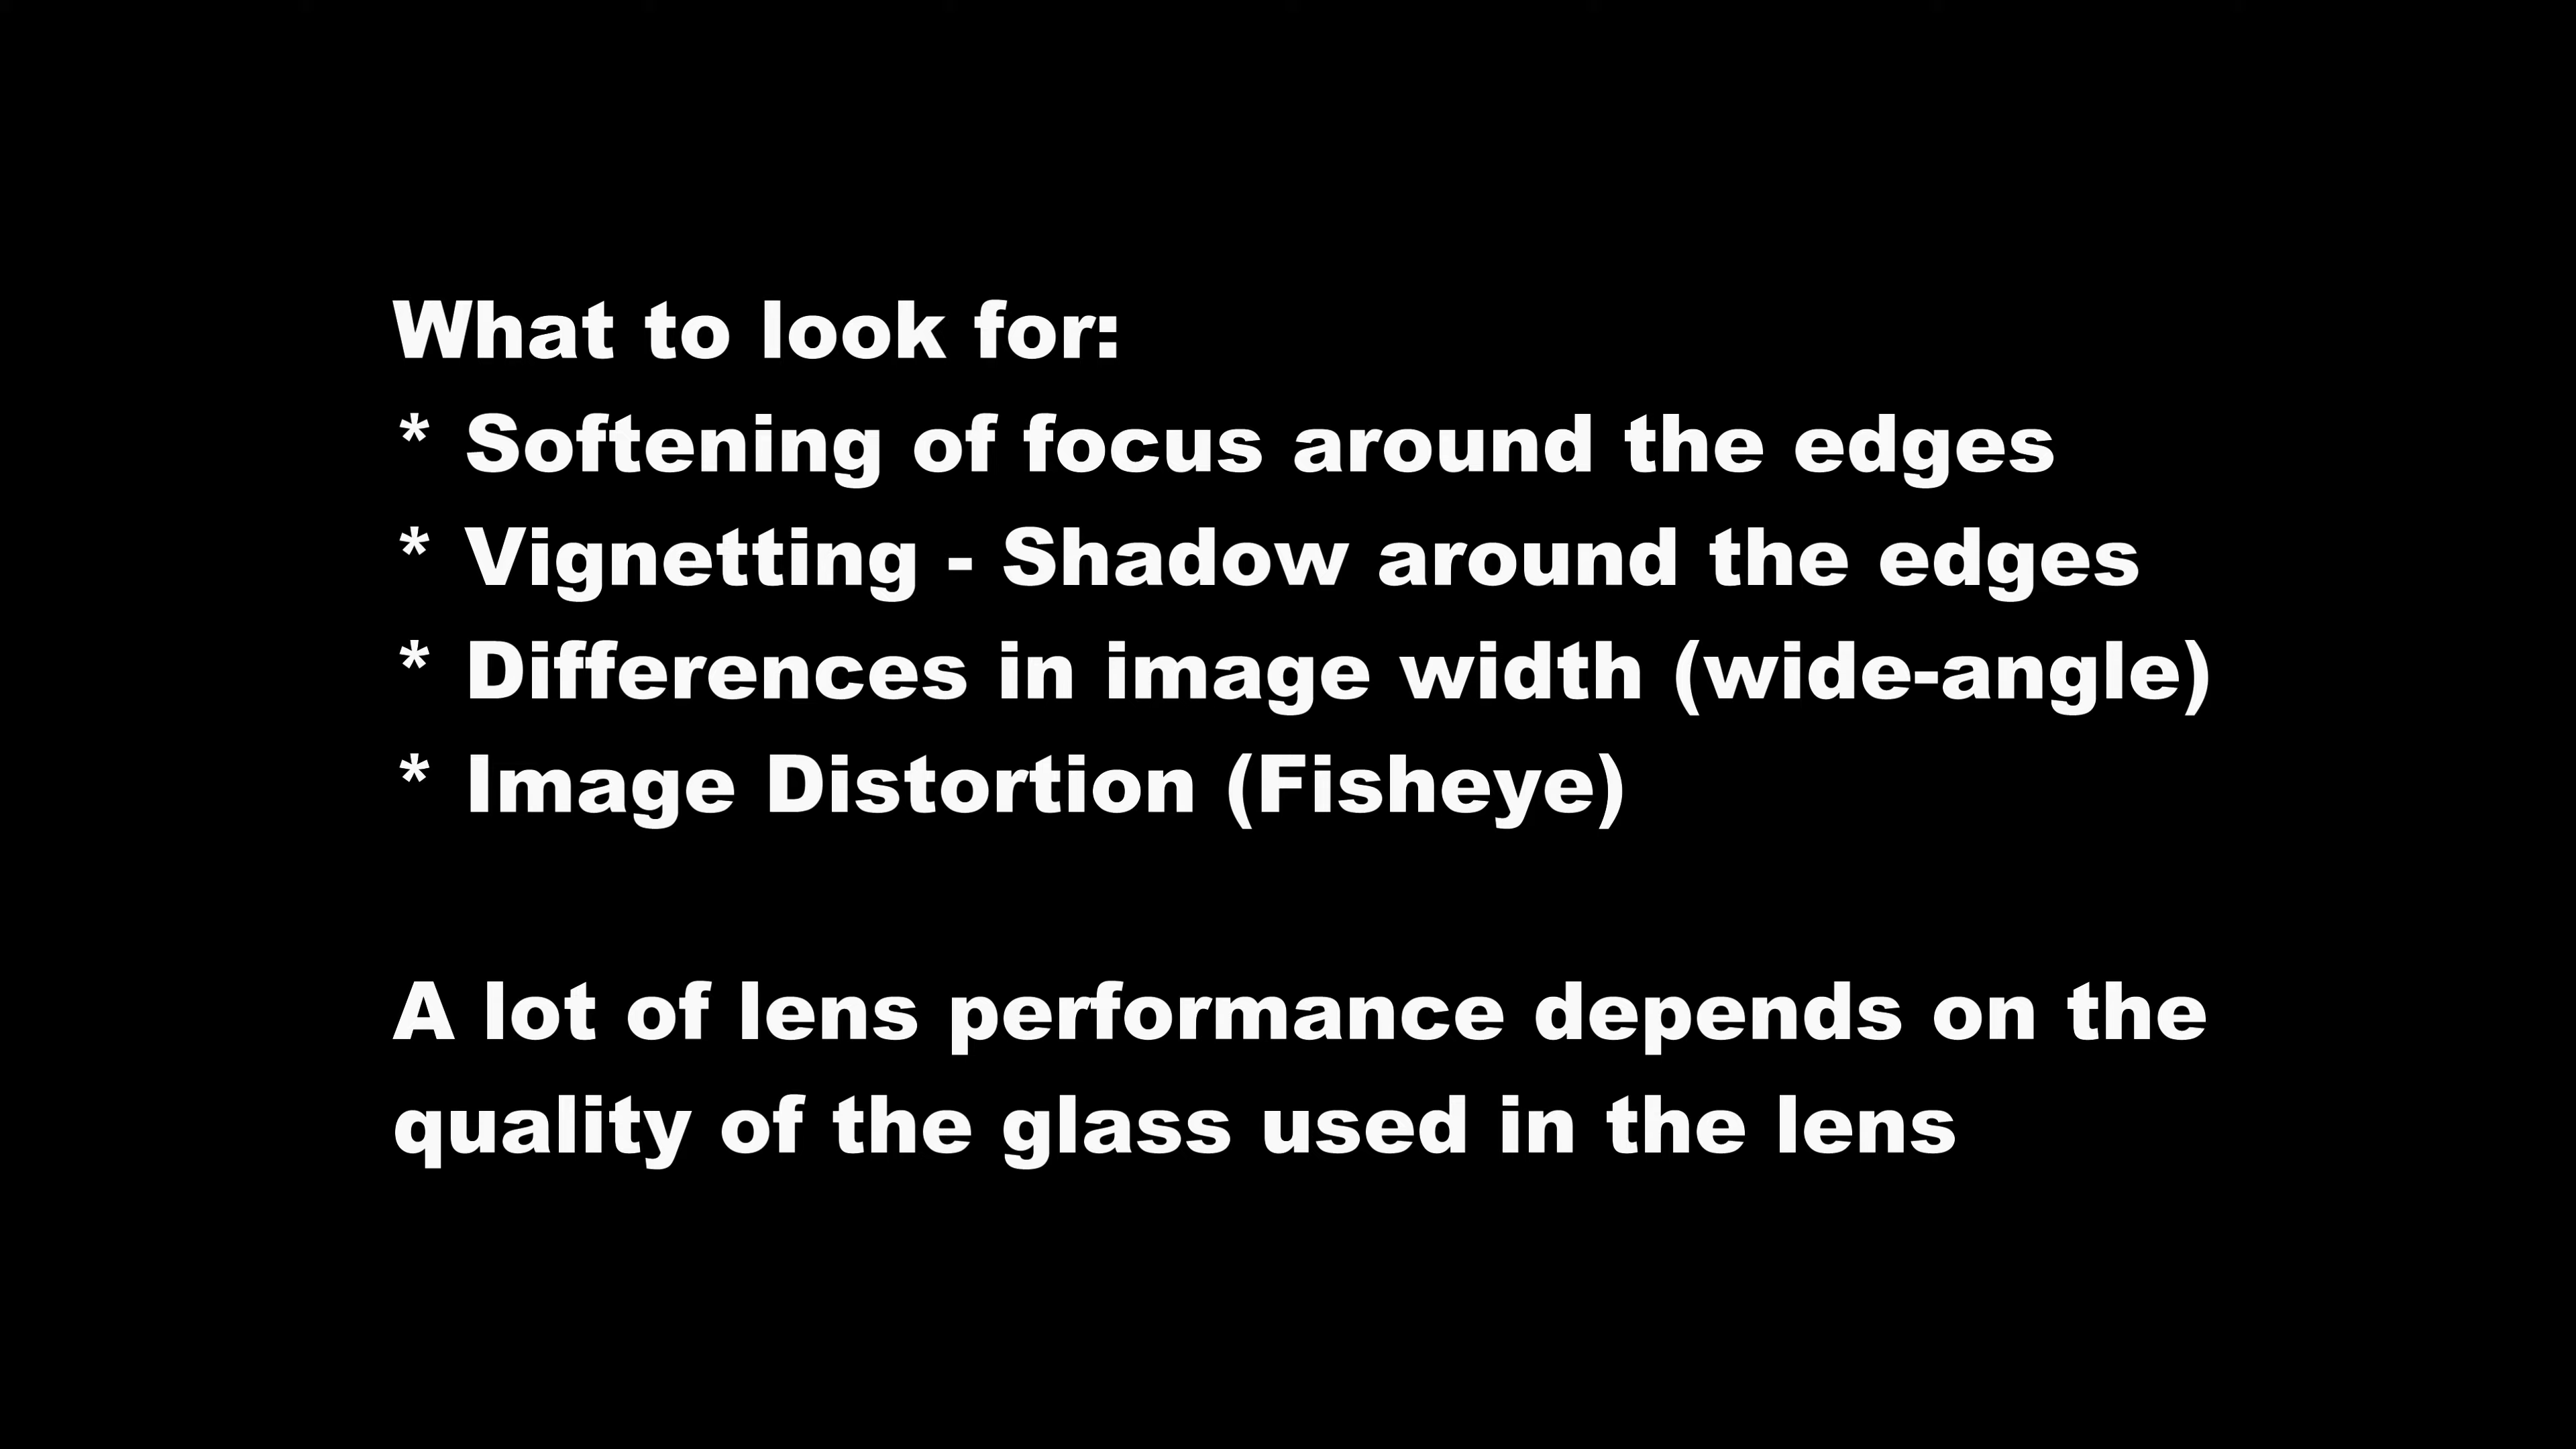 What to look for:
* Softening of focus around the edges
* Vignetting - Shadow around the edges
* Differences in image width (wide-angle)
* Image Distortion (Fisheye)
A lot of lens performance depends on the
quality of the glass used in the lens